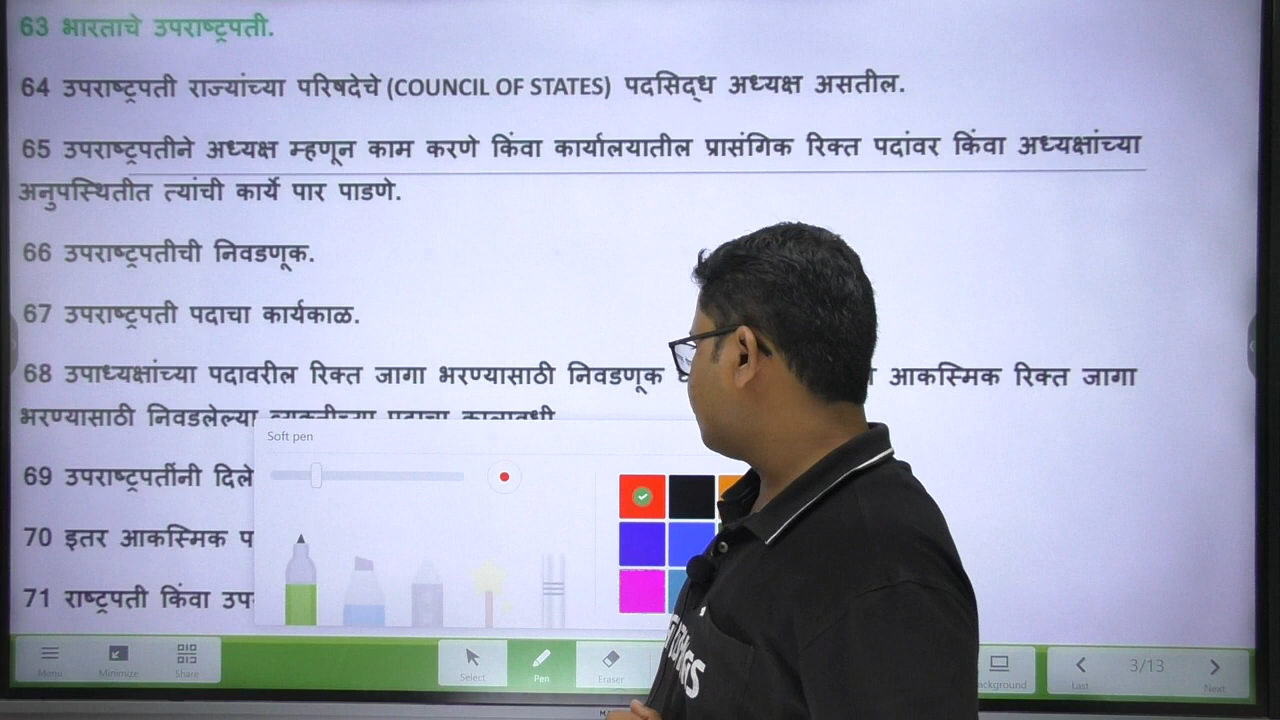 63 भारताचे उपराष्ट्रपती.
64 उपराष्ट्रपती राज्यांच्या परिषदेचे (COUNCIL OF STATES) पदसिद्ध अध्यक्ष असतील.
65 उपराष्ट्रपतीने अध्यक्ष म्हणून काम करणे किंवा कार्यालयातील प्रासंगिक रिक्त पदांवर किंवा अध्यक्षांच्या
अनुपस्थितीत त्यांची कार्ये पार पाडणे.
66 उपराष्ट्रपतीची निवडणूक.
67 उपराष्ट्रपती पदाचा कार्यकाळ.
68 उपाध्यक्षांच्या पदावरील रिक्त जागा भरण्यासाठी निवडणूक आकस्मिक रिक्त जागा
भरण्यासाठी निवडलेल्या
Soft pen
69 उपराष्ट्रपतींनी दिले
70 इतर आकस्मिक प
71 राष्ट्रपती किंवा उप
Menu Minimize Share Select Pen Eraser ckground Last 3/13 Next